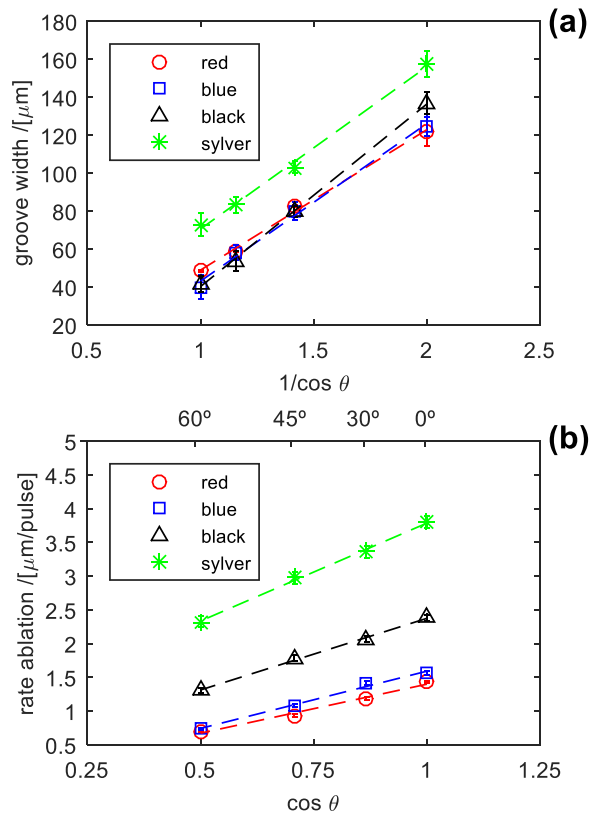 (a)
180
160
140
120
100
80
60
40
20
groove width /[μm]
red
blue
black
sylver
0.5
1
1.5
2
2.5
1/cos θ
60º
45º
30º
0º
(b)
5
4.5
4
3.5
3
2.5
2
1.5
1
0.5
rate ablation /[μm/pulse]
red
blue
black
sylver
0.25
0.5
0.75
1
1.25
cos θ